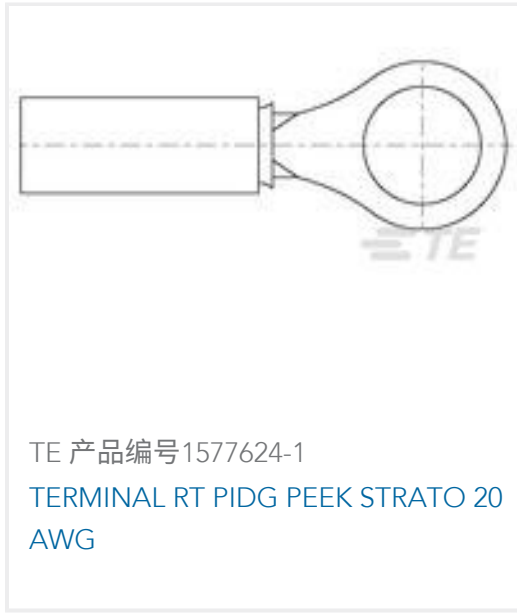 TE
TE 产品编号1577624-1
TERMINAL RT PIDG PEEK STRATO 20
AWG